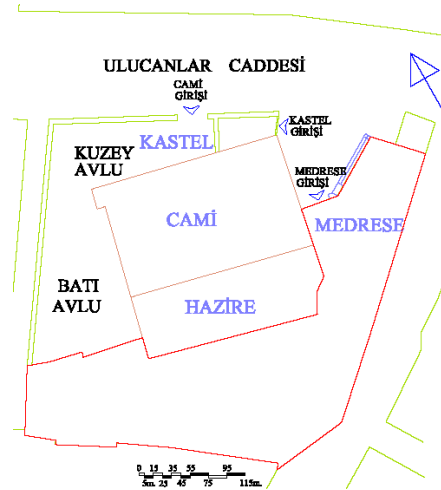 ULUCANLAR CADDESİ
CAMİ
GİRİŞİ
KASTEL
KASTEL
GİRİŞİ
KUZEY
AVLU
MEDRESE
GİRİŞİ
CAMİ
MEDRESE
BATI
AVLU
HAZİRE
0 15 35 55 95
5m. 25 45 75 115m.